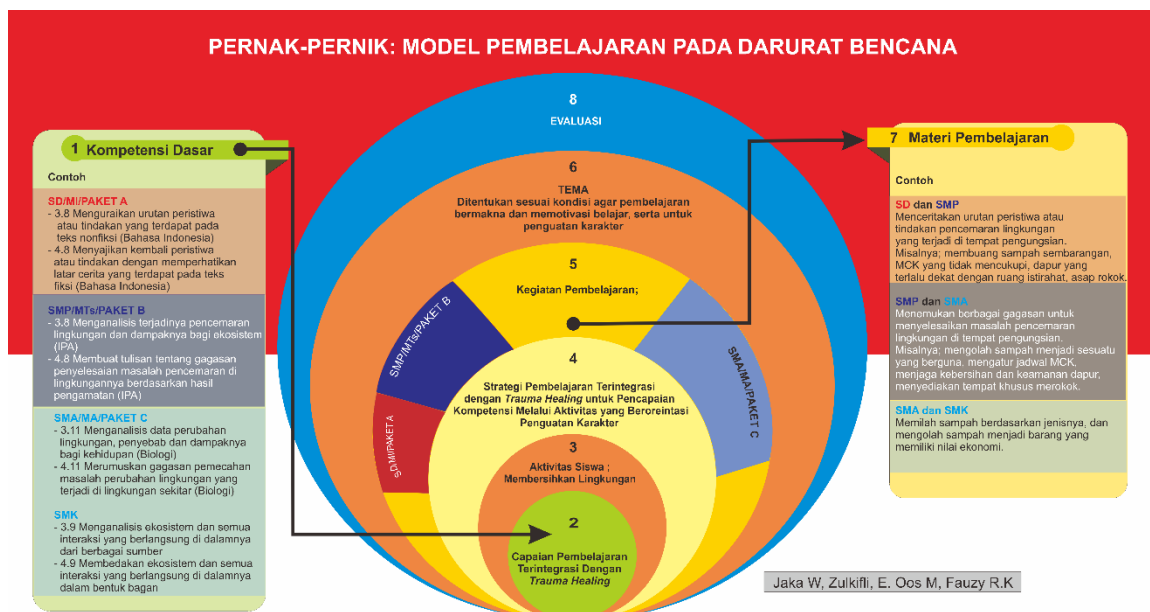 PERNAK-PERNIK: MODEL PEMBELAJARAN PADA DARURAT BENCANA
1 Kompetensi Dasar
Contoh
SD/MI/PAKET A
- 3.8 Menguraikan urutan peristiwa
atau tindakan yang terdapat pada
teks nonfiksi (Bahasa Indonesia)
- 4.8 Menyajikan kembali peristiwa
atau tindakan dengan memperhatikan
latar cerita yang terdapat pada teks
fiksi (Bahasa Indonesia)
SMP/MTs/PAKET B
- 3.8 Menganalisis terjadinya pencemaran
lingkungan dan dampaknya bagi ekosistem
(IPA)
- 4.8 Membuat tulisan tentang gagasan
penyelesaian masalah pencemaran di
lingkungannya berdasarkan hasil
pengamatan (IPA)
SMA/MA/PAKET C
- 3.11 Menganalisis data perubahan
lingkungan, penyebab dan dampaknya
bagi kehidupan (Biologi)
- 4.11 Merumuskan gagasan pemecahan
masalah perubahan lingkungan yang
terjadi di lingkungan sekitar (Biologi)
SMK
- 3.9 Menganalisis ekosistem dan semua
interaksi yang berlangsung di dalamnya
dari berbagai sumber
- 4.9 Membedakan ekosistem dan semua
interaksi yang berlangsung di dalamnya
dalam bentuk bagan
8
EVALUASI
6
TEMA
Ditentukan sesuai kondisi agar pembelajaran
bermakna dan memotivasi belajar, serta untuk
penguatan karakter
5
Kegiatan Pembelajaran;
SD/MI/PAKET A
SMP/MTs/PAKET B
SMA/MA/PAKET C
4
Strategi Pembelajaran Terintegrasi
dengan Trauma Healing untuk Pencapaian
Kompetensi Melalui Aktivitas yang Beroreintasi
Penguatan Karakter
3
Aktivitas Siswa ;
Membersihkan Lingkungan
2
Capaian Pembelajaran
Terintegrasi Dengan
Trauma Healing
7 Materi Pembelajaran
Contoh
SD dan SMP
Menceritakan urutan peristiwa atau
tindakan pencemaran lingkungan
yang terjadi di tempat pengungsian.
Misalnya; membuang sampah sembarangan,
MCK yang tidak mencukupi, dapur yang
terlalu dekat dengan ruang istirahat, asap rokok.
SMP dan SMA
Menemukan berbagai gagasan untuk
menyelesaikan masalah pencemaran
lingkungan di tempat pengungsian.
Misalnya; mengolah sampah menjadi sesuatu
yang berguna, mengatur jadwal MCK,
menjaga kebersihan dan keamanan dapur,
menyediakan tempat khusus merokok.
SMA dan SMK
Memilah sampah berdasarkan jenisnya, dan
mengolah sampah menjadi barang yang
memiliki nilai ekonomi.
Jaka W, Zulkifli, E. Oos M, Fauzy R.K